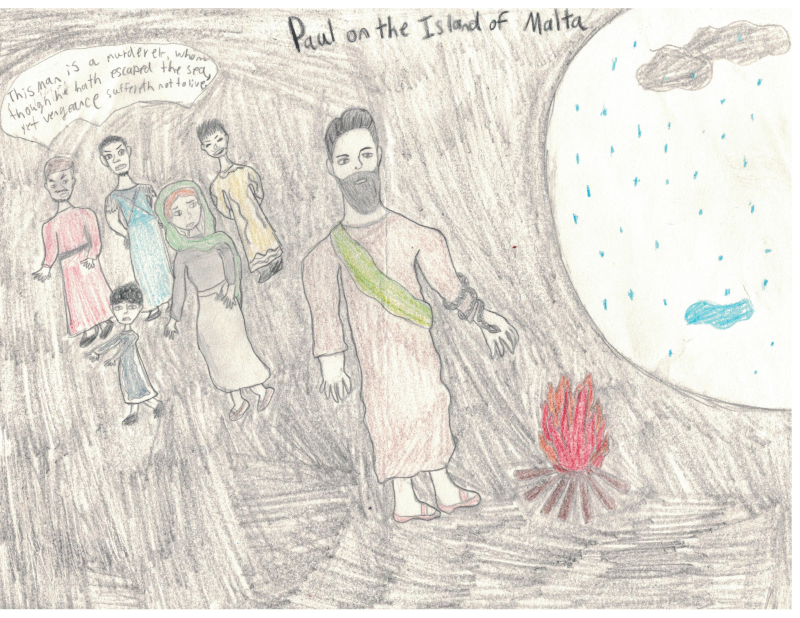 Paul on the Island of Malta
This man is a murderer, whom
though he hath escaped the sea,
yet vengeance suffereth not to live